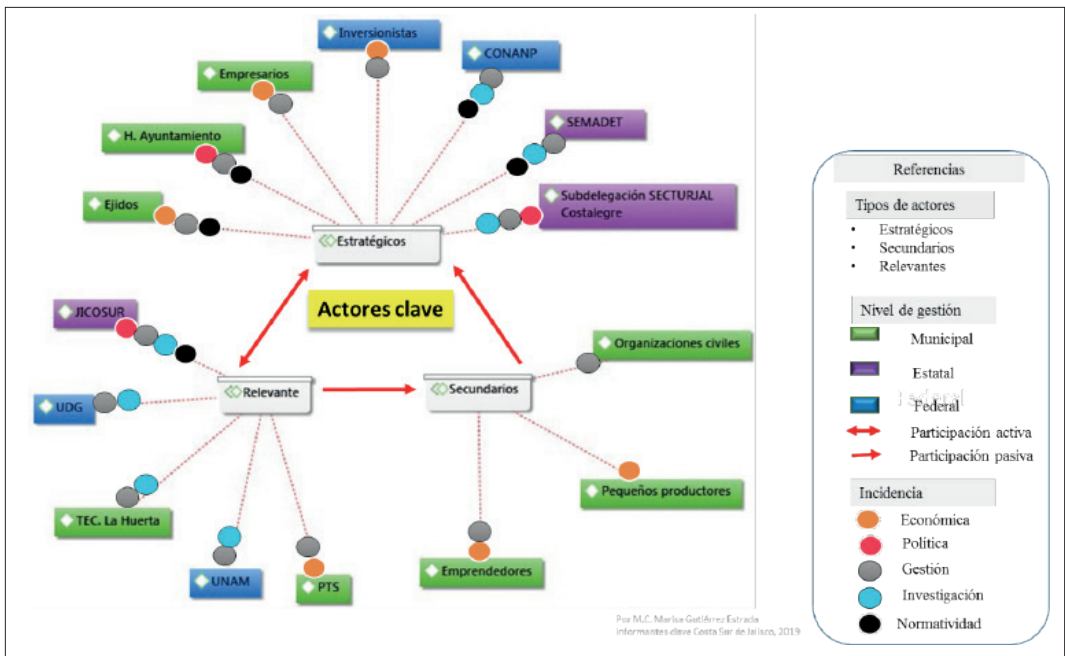 Inversionistas
CONANP
Empresarios
SEMADET
H. Ayuntamiento
Subdelegación SECTURJAL
Costalegre
Ejidos
Estratégicos
Actores clave
JICOSUR
Organizaciones civiles
Relevante
Secundarios
UDG
Pequeños productores
TEC. La Huerta
UNAM
PTS
Emprendedores
Por M.C. Marisa Gutiérrez Estrada
Informantes clave Costa Sur de Jalisco, 2019
Referencias
Tipos de actores
• Estratégicos
• Secundarios
• Relevantes
Nivel de gestión
Municipal
Estatal
Federal
Participación activa
Participación pasiva
Incidencia
Económica
Política
Gestión
Investigación
Normatividad